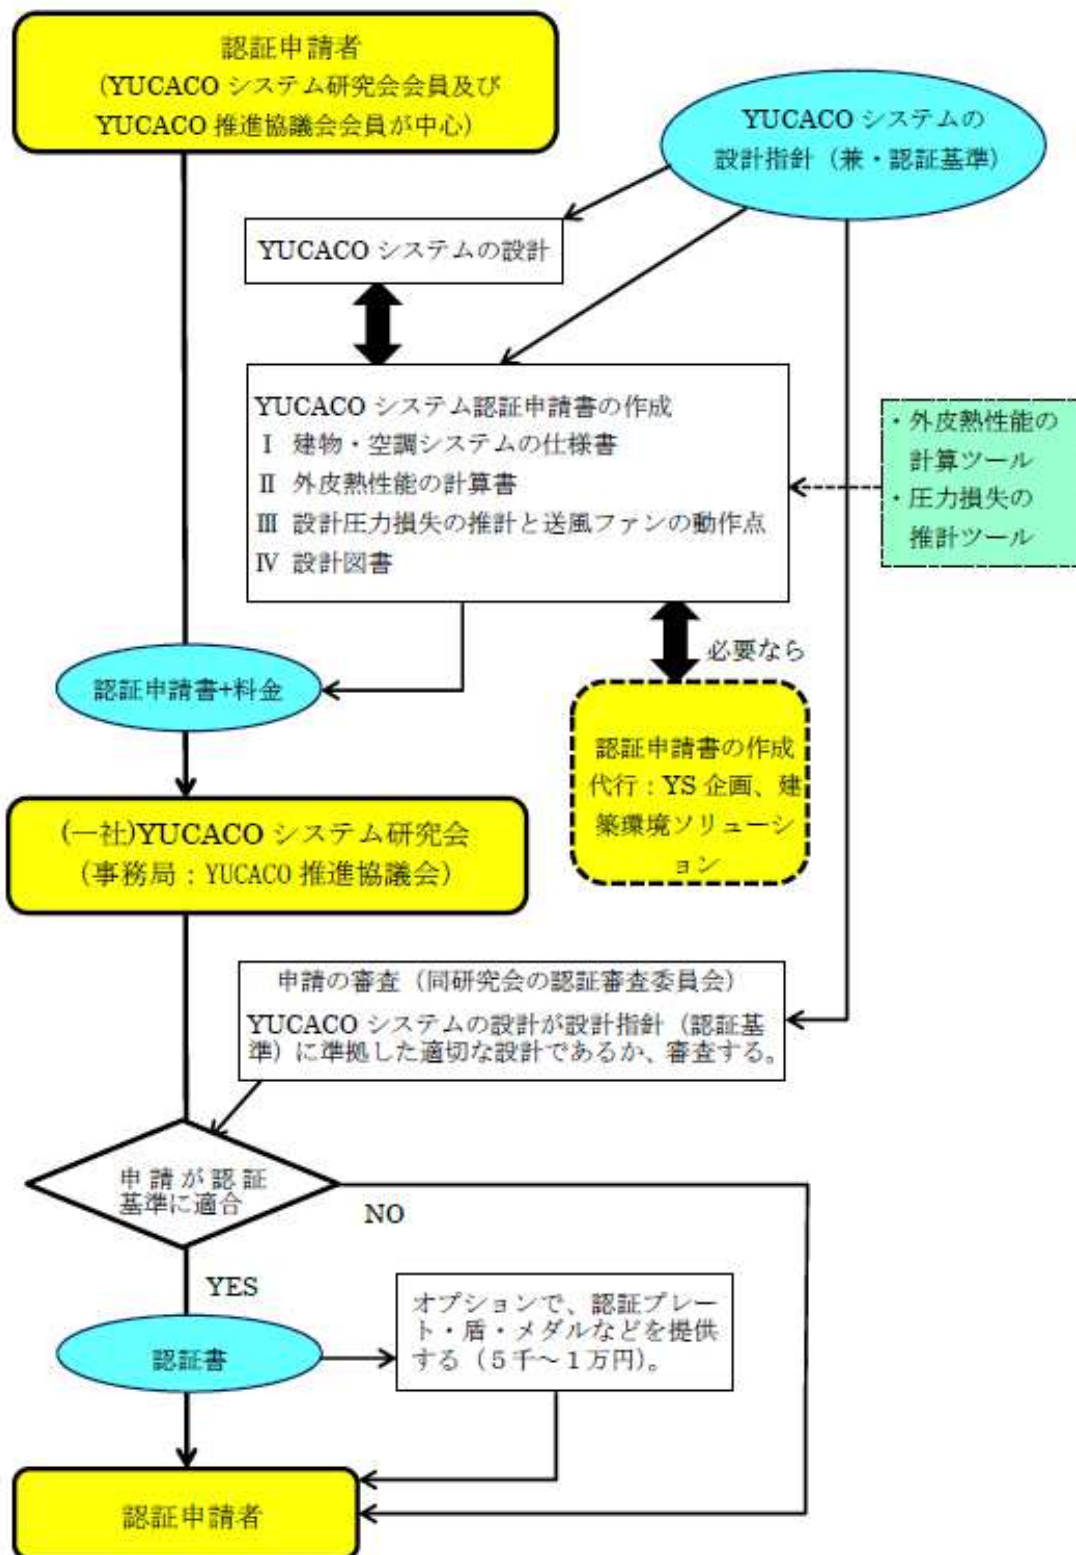 認証申請者
(YUCACO システム研究会会員及び
YUCACO 推進協議会会員が中心)
YUCACO システムの
設計指針(兼・認証基準)
YUCACO システムの設計
YUCACO システム認証申請書の作成
Ⅰ 建物・空調システムの仕様書
Ⅱ 外皮熱性能の計算書
Ⅲ 設計圧力損失の推計と送風ファンの動作点
Ⅳ 設計図書
・外皮熱性能の
計算ツール
・圧力損失の
推計ツール
必要なら
認証申請書+料金
認証申請書の作成
代行:YS 企画、建
築環境ソリューシ
ョン
(一社)YUCACO システム研究会
(事務局:YUCACO 推進協議会)
申請の審査(同研究会の認証審査委員会)
YUCACO システムの設計が設計指針(認証基
準)に準拠した適切な設計であるか、審査する。
申請が認証
基準に適合
NO
YES
オプションで、認証プレー
ト・盾・メダルなどを提供
する(5千～1万円)。
認証書
認証申請者